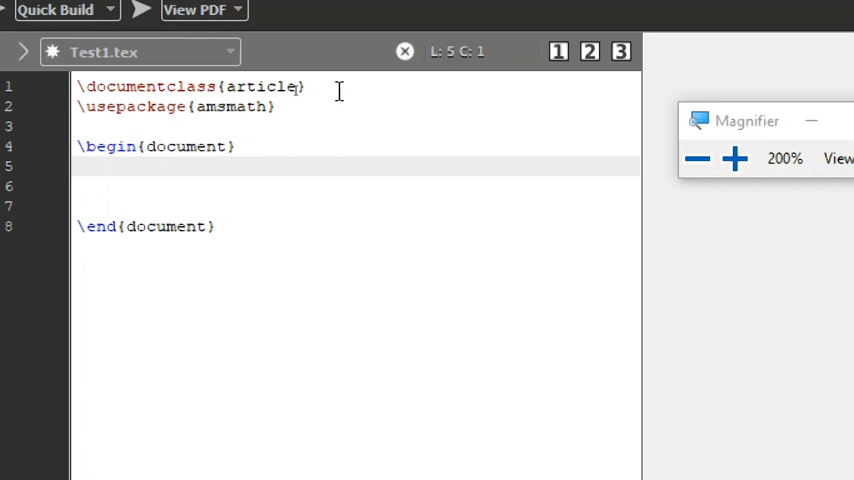 Quick Build View PDF
Test1.tex L: 5 C: 1 1 2 3
1 \documentclass{article}
2 \usepackage{amsmath}
3
4 \begin{document}
5
6
7
8 \end{document}
Magnifier
200% View